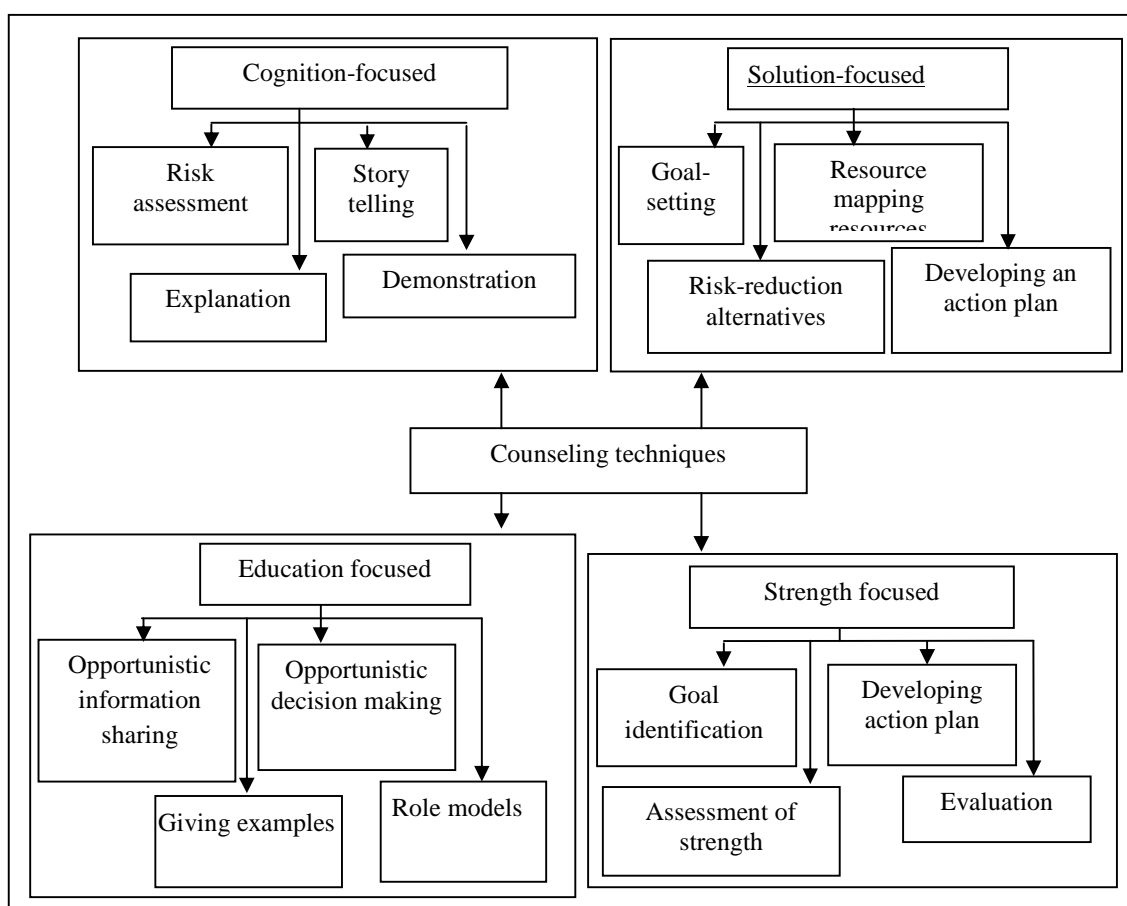 Cognition-focused
Risk
assessment
Story
telling
Explanation
Demonstration
Solution-focused
Goal-
setting
Resource
mapping
resources
Risk-reduction
alternatives
Developing an
action plan
Counseling techniques
Education focused
Opportunistic
information
sharing
Opportunistic
decision making
Giving examples
Role models
Strength focused
Goal
identification
Developing
action plan
Assessment of
strength
Evaluation